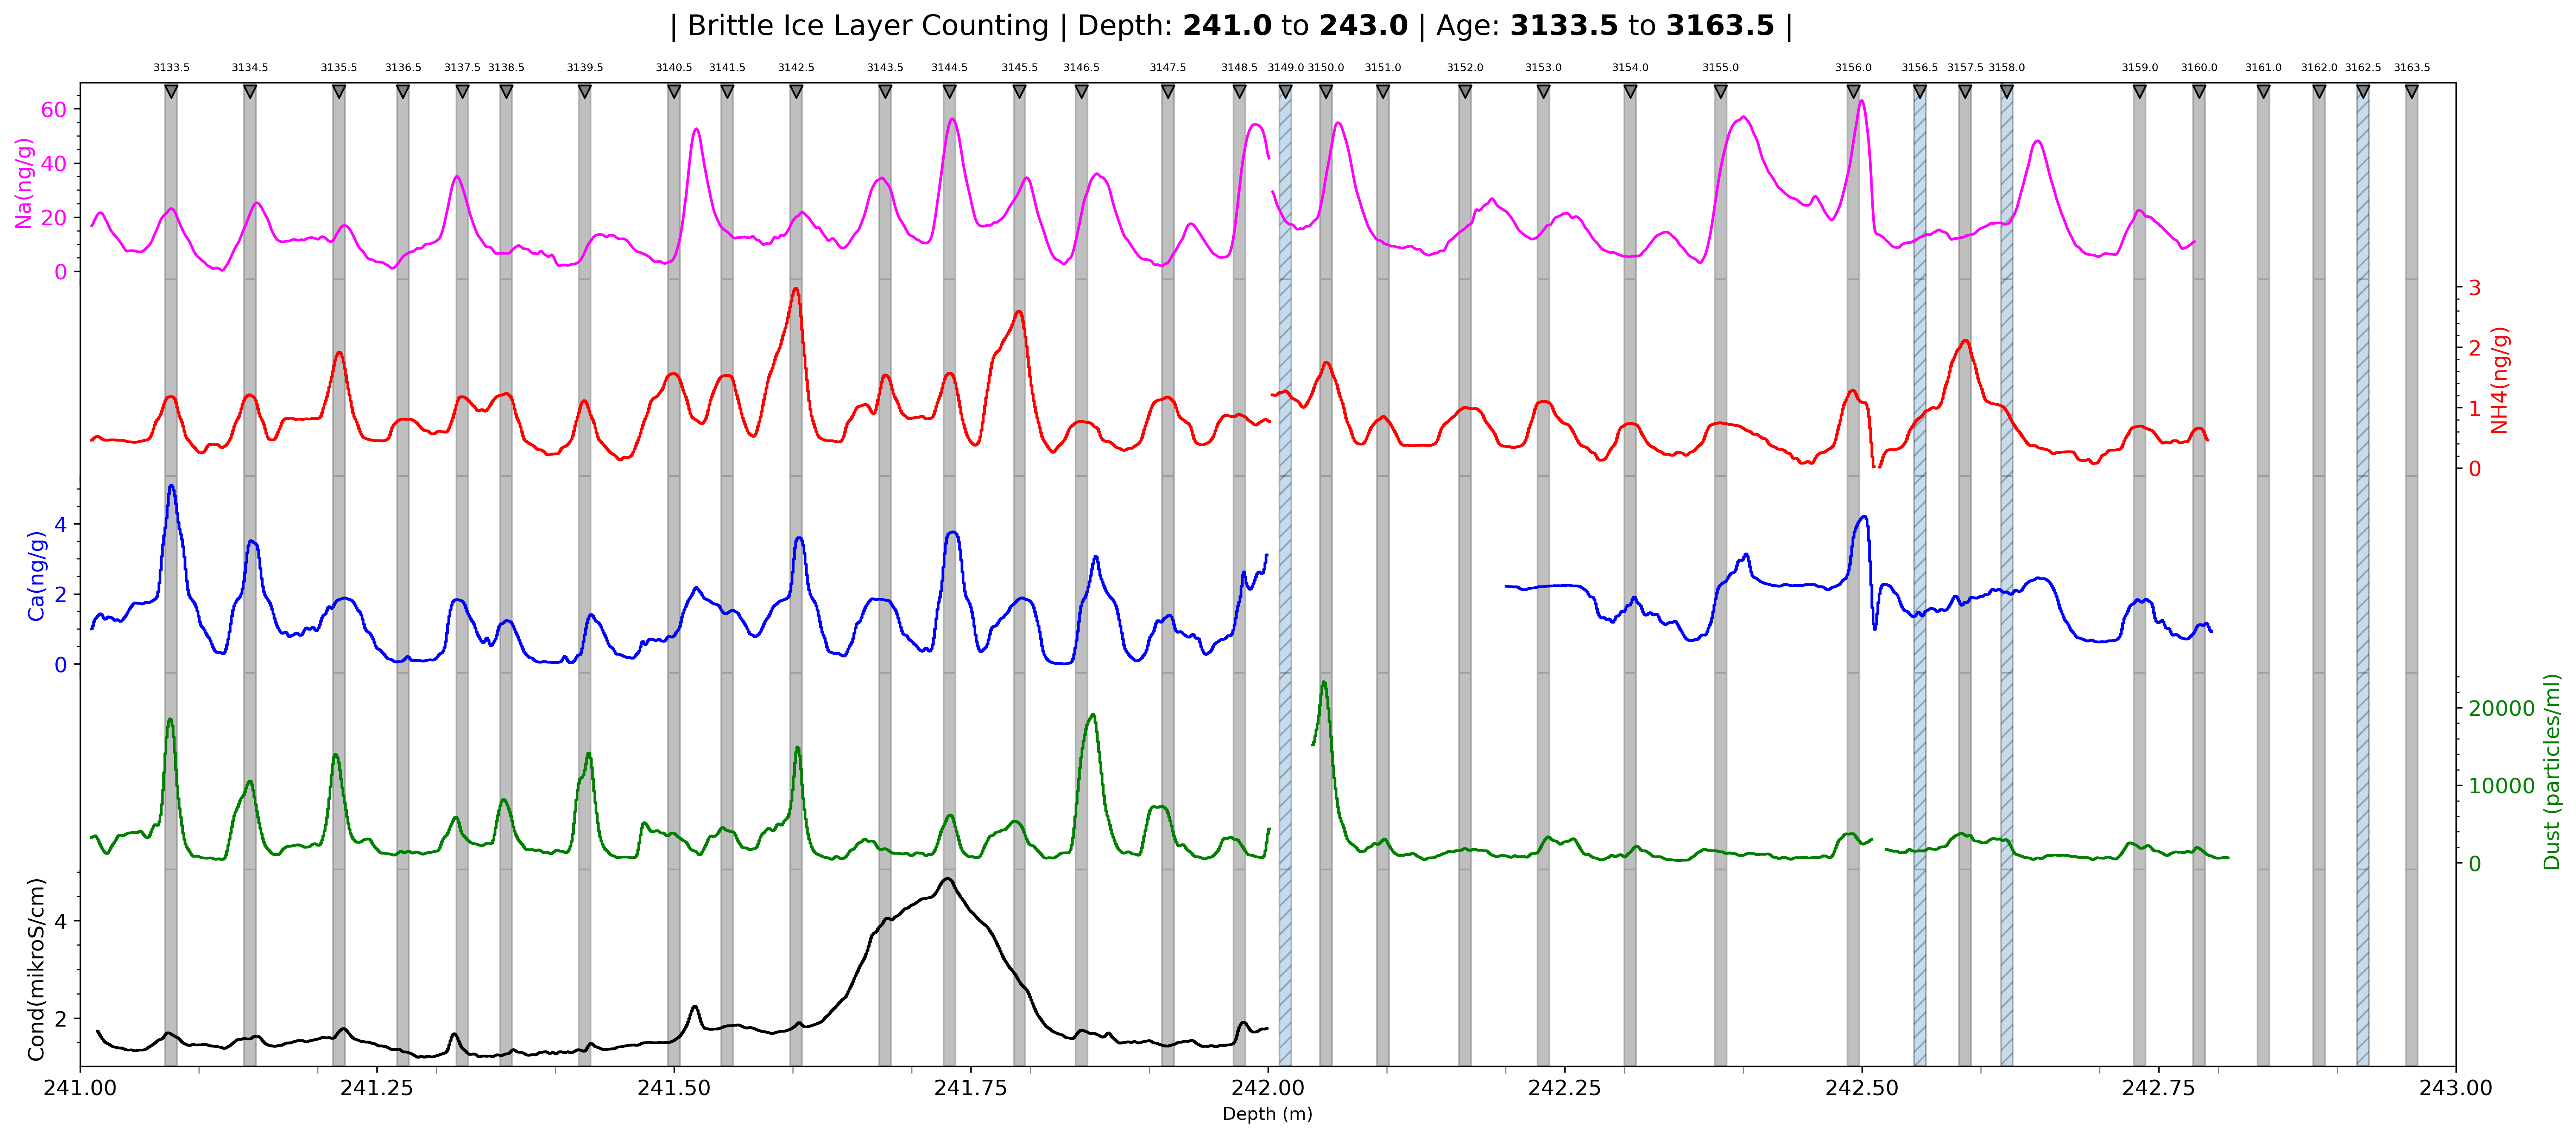 | Brittle Ice Layer Counting | Depth: 241.0 to 243.0 | Age: 3133.5 to 3163.5 |
3133.5 3134.5 3135.5 3136.5 3137.5 3138.5 3139.5 3140.5 3141.5 3142.5 3143.5 3144.5 3145.5 3146.5 3147.5 3148.5 3149.0 3150.0 3151.0 3152.0 3153.0 3154.0 3155.0 3156.0 3156.5 3157.5 3158.0 3159.0 3160.0 3161.0 3162.0 3162.5 3163.5
Na(ng/g)
60
40
20
0
NH4(ng/g)
3
2
1
0
Ca(ng/g)
4
2
0
Dust (particles/ml)
20000
10000
0
Cond(mikroS/cm)
4
2
241.00 241.25 241.50 241.75 242.00 242.25 242.50 242.75 243.00
Depth (m)